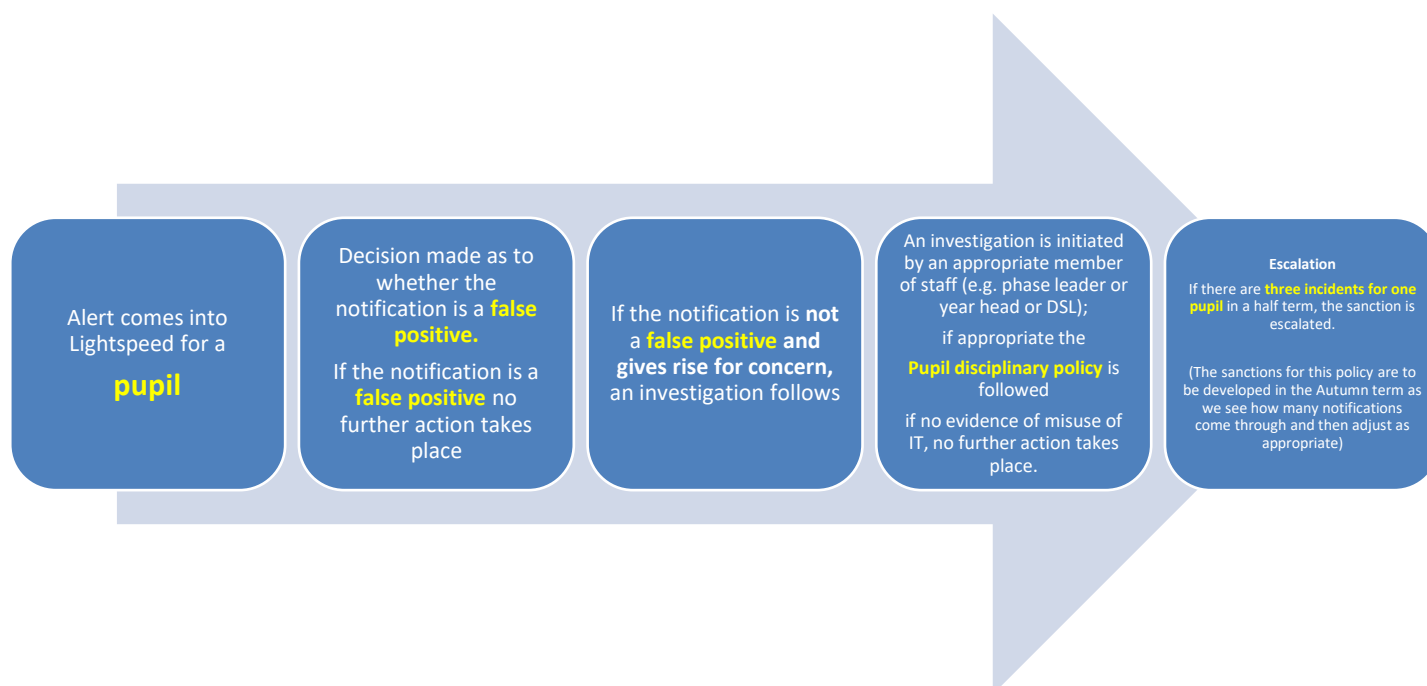 Alert comes into
Lightspeed for a
pupil
Decision made as to
whether the
notification is a false
positive.
If the notification is a
false positive no
further action takes
place
If the notification is not
a false positive and
gives rise for concern,
an investigation follows
An investigation is initiated
by an appropriate member
of staff (e.g. phase leader or
year head or DSL);
if appropriate the
Pupil disciplinary policy is
followed
if no evidence of misuse of
IT, no further action takes
place.
Escalation
If there are three incidents for one
pupil in a half term, the sanction is
escalated.
(The sanctions for this policy are to
be developed in the Autumn term as
we see how many notifications
come through and then adjust as
appropriate)